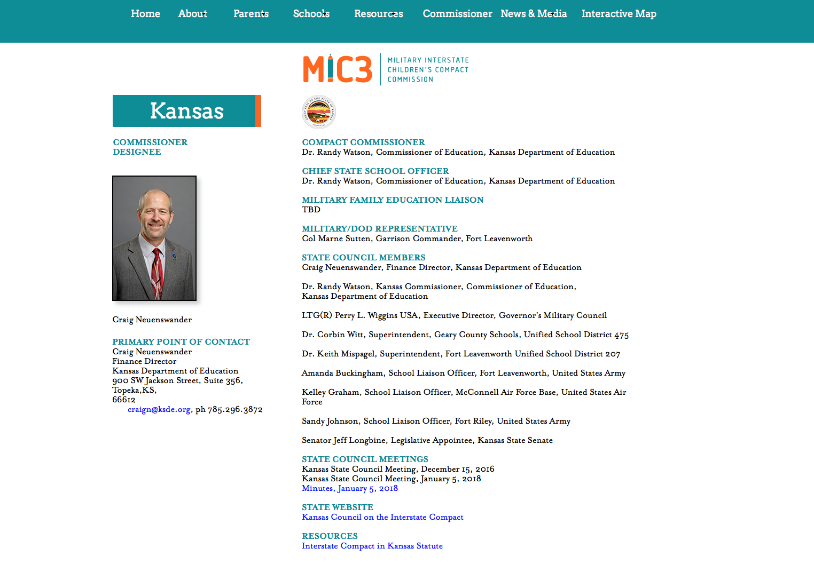 Home About Parents Schools Resources Commissioner News & Media Interactive Map
MIC3
MILITARY INTERSTATE
CHILDREN'S COMPACT
COMMISSION
Kansas
COMMISSIONER
DESIGNEE
Craig Neuenswander
PRIMARY POINT OF CONTACT
Craig Neuenswander
Finance Director
Kansas Department of Education
900 SW Jackson Street, Suite 356,
Topeka,KS,
66612
craign@ksde.org, ph 785.296.3872
COMPACT COMMISSIONER
Dr. Randy Watson, Commissioner of Education, Kansas Department of Education
CHIEF STATE SCHOOL OFFICER
Dr. Randy Watson, Commissioner of Education, Kansas Department of Education
MILITARY FAMILY EDUCATION LIAISON
TBD
MILITARY/DOD REPRESENTATIVE
Col Marne Sutten, Garrison Commander, Fort Leavenworth
STATE COUNCIL MEMBERS
Craig Neuenswander, Finance Director, Kansas Department of Education
Dr. Randy Watson, Kansas Commissioner, Commissioner of Education,
Kansas Department of Education
LTG(R) Perry L. Wiggins USA, Executive Director, Governor's Military Council
Dr. Corbin Witt, Superintendent, Geary County Schools, Unified School District 475
Dr. Keith Mispagel, Superintendent, Fort Leavenworth Unified School District 207
Amanda Buckingham, School Liaison Officer, Fort Leavenworth, United States Army
Kelley Graham, School Liaison Officer, McConnell Air Force Base, United States Air
Force
Sandy Johnson, School Liaison Officer, Fort Riley, United States Army
Senator Jeff Longbine, Legislative Appointee, Kansas State Senate
STATE COUNCIL MEETINGS
Kansas State Council Meeting, December 15, 2016
Kansas State Council Meeting, January 5, 2018
Minutes, January 5, 2018
STATE WEBSITE
Kansas Council on the Interstate Compact
RESOURCES
Interstate Compact in Kansas Statute